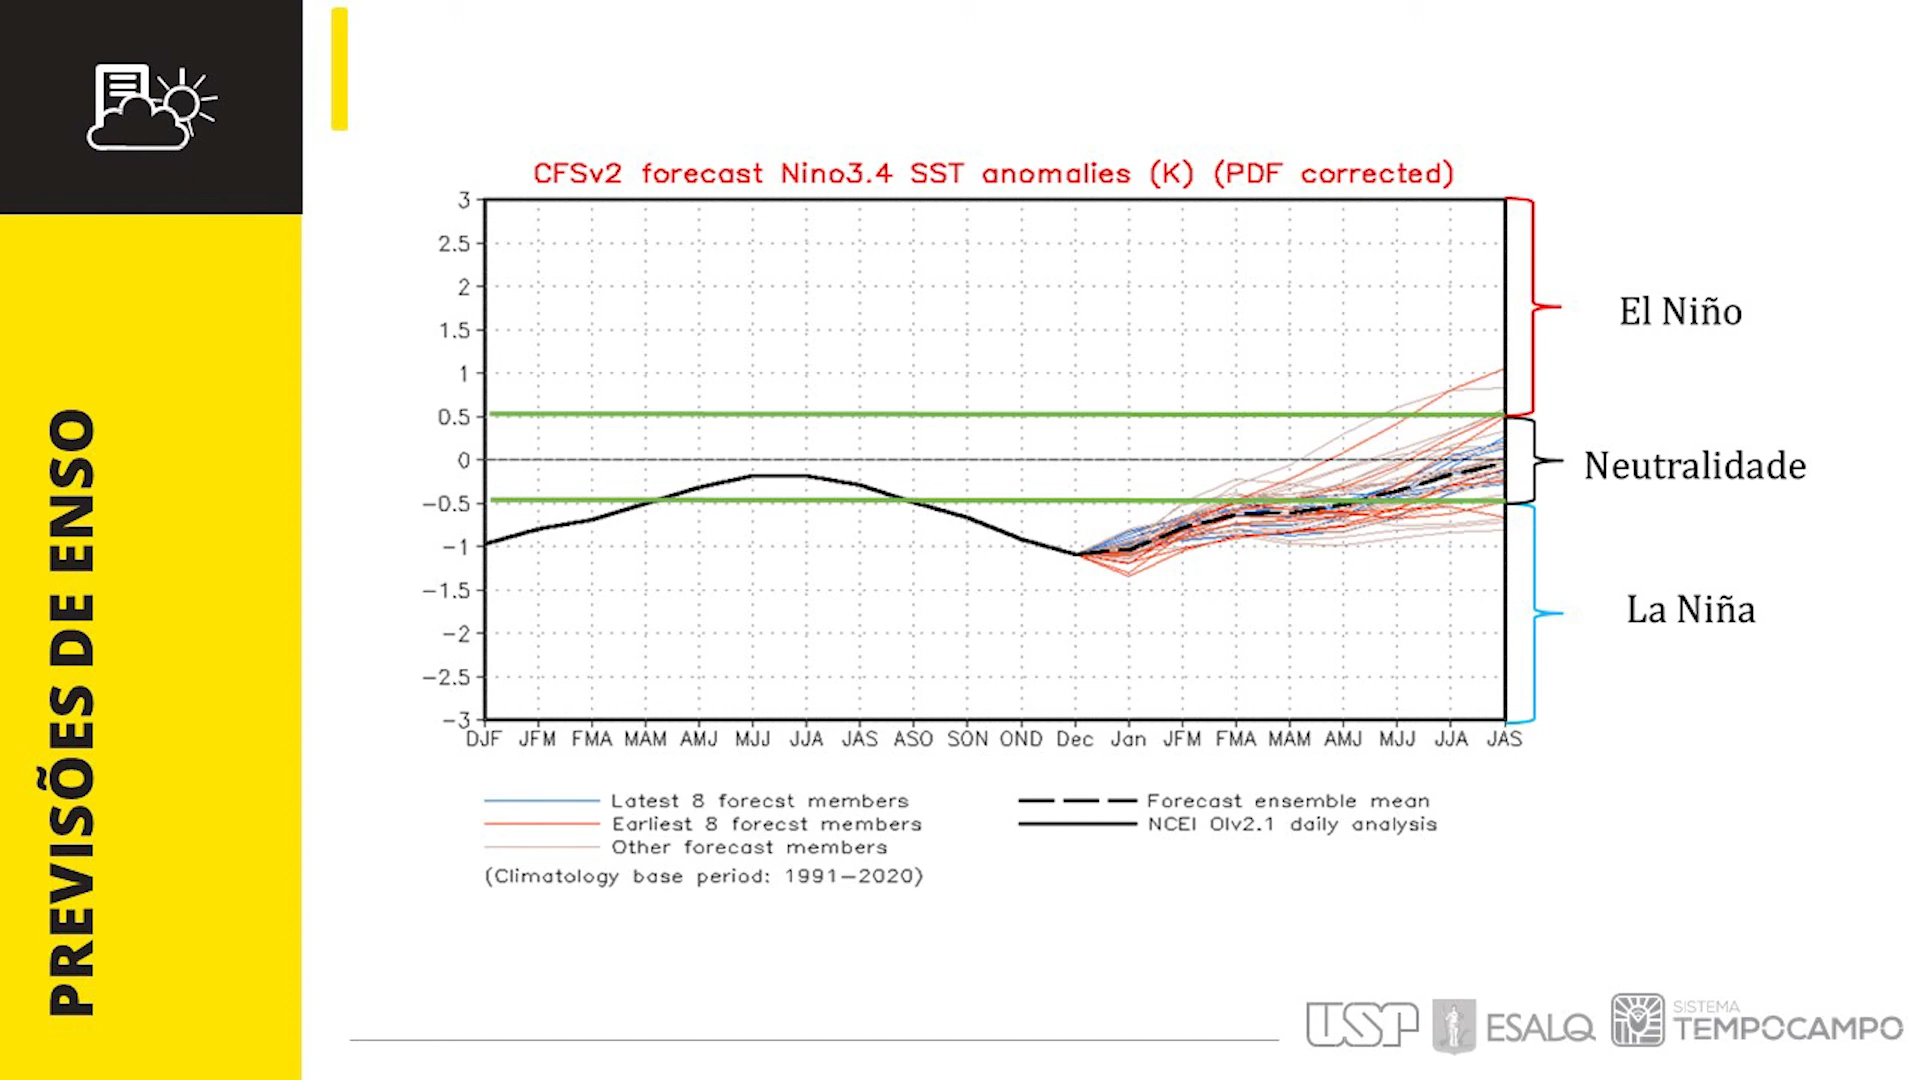 PREVISÕES DE ENSO
CFSv2 forecast Nino3.4 SST anomalies (K) (PDF corrected)
3
2.5
2
1.5
1
0.5
0
−0.5
−1
−1.5
−2
−2.5
−3
DJF JFM FMA MAM AMJ MJJ JJA JAS ASO SON OND Dec Jan JFM FMA MAM AMJ MJJ JJA JAS
El Niño
Neutralidade
La Niña
Latest 8 forecst members
Earliest 8 forecst members
Other forecast members
(Climatology base period: 1991−2020)
Forecast ensemble mean
NCEI OIv2.1 daily analysis
USP ESALQ SISTEMA
TEMPOCAMPO